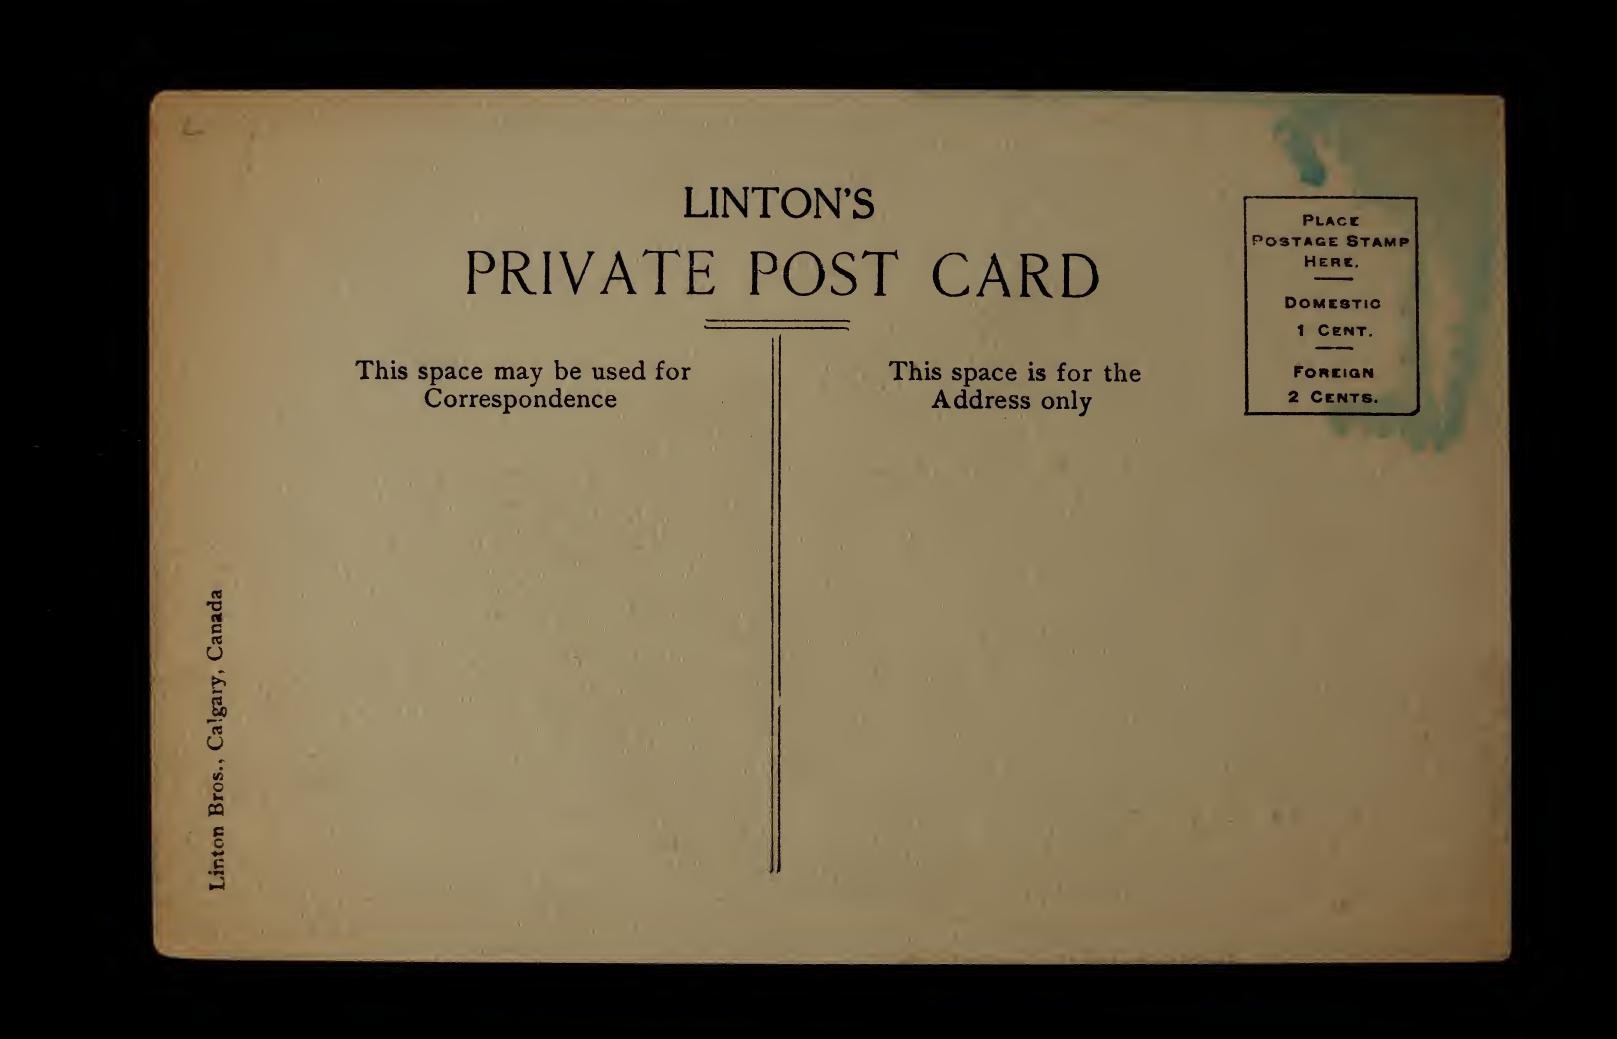 LINTON'S
PRIVATE POST CARD
This space may be used for
Correspondence
This space is for the
Address only
PLACE
POSTAGE STAMP
HERE.
DOMESTIC
1 CENT.
FOREIGN
2 CENTS.
Linton Bros., Calgary, Canada